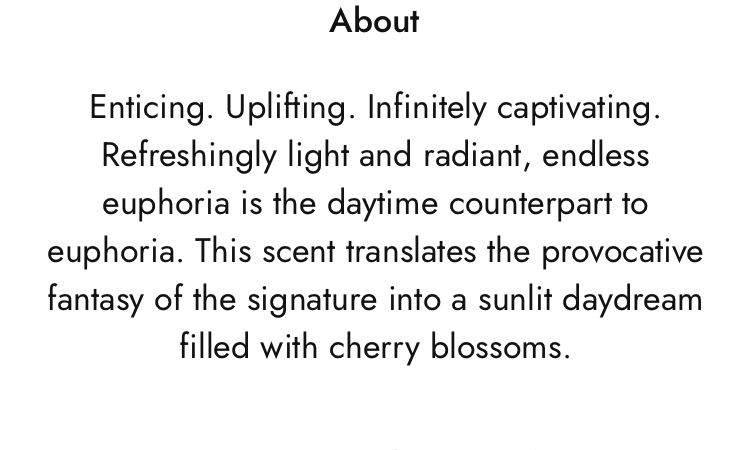 About
Enticing. Uplifting. Infinitely captivating.
Refreshingly light and radiant, endless
euphoria is the daytime counterpart to
euphoria. This scent translates the provocative
fantasy of the signature into a sunlit daydream
filled with cherry blossoms.